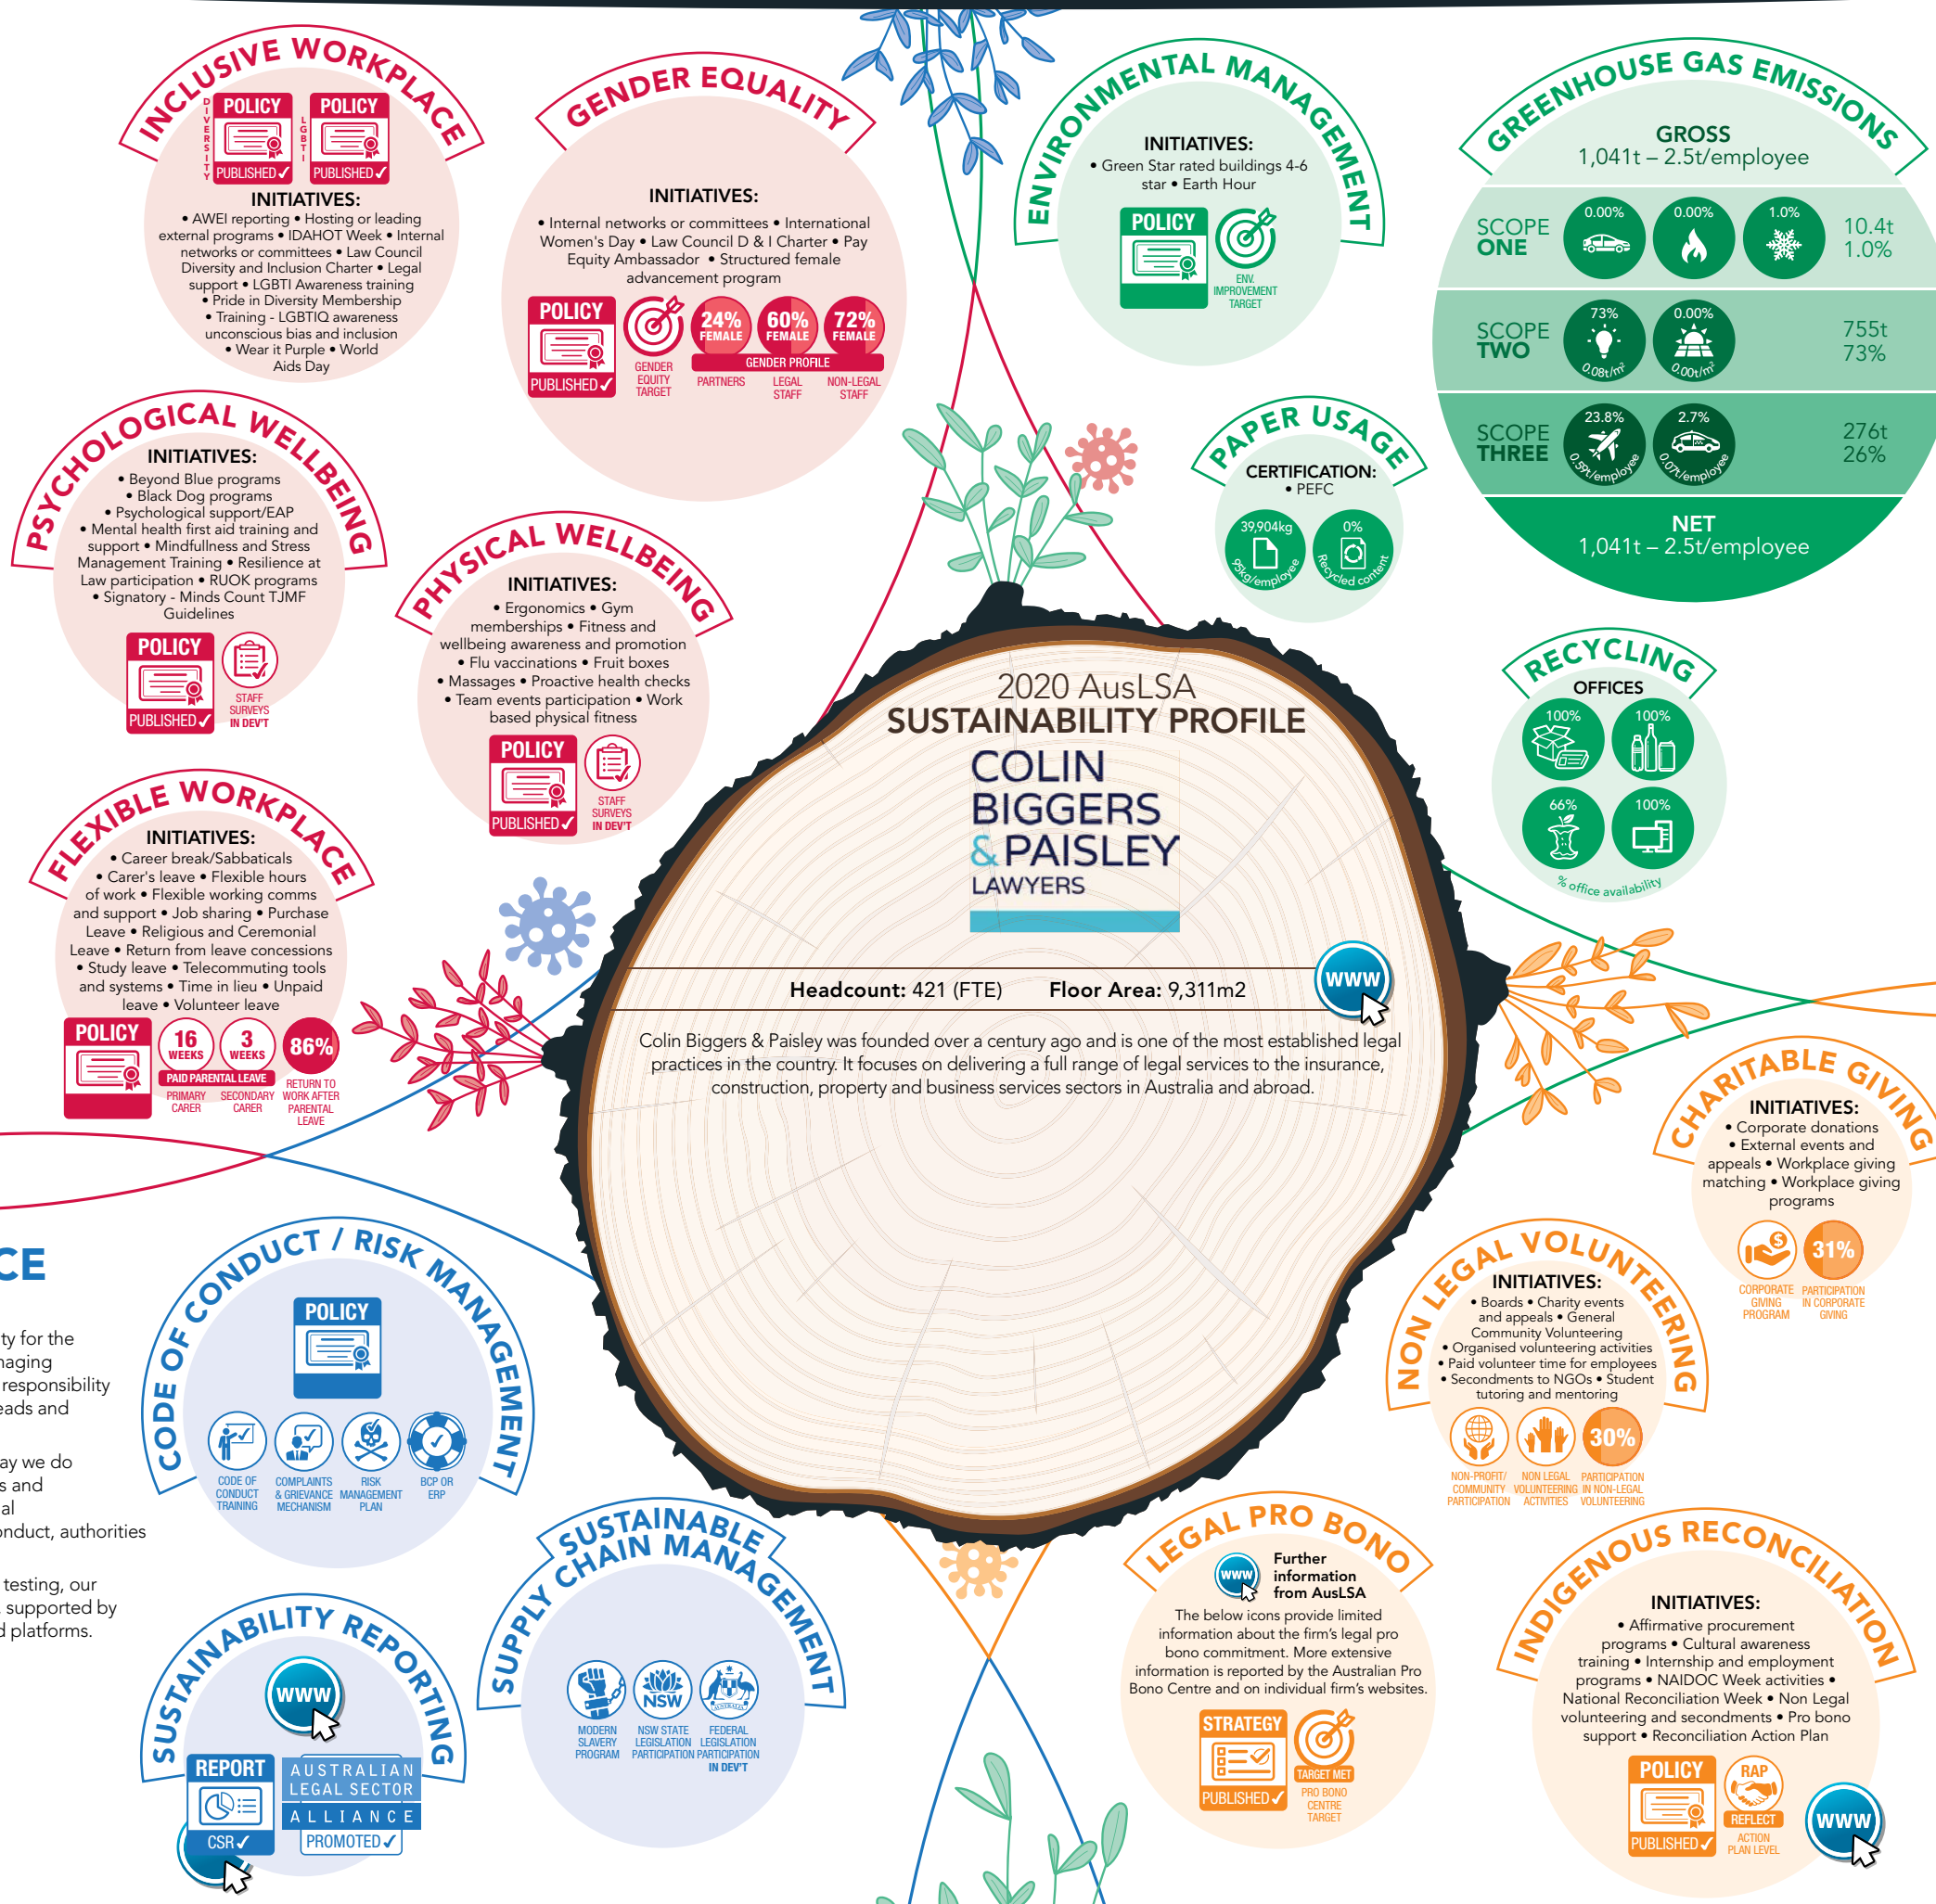 INCLUSIVE WORKPLACE
DIVERSITY
POLICY
PUBLISHED ✓
LGBTI
POLICY
PUBLISHED ✓
INITIATIVES:
• AWEI reporting • Hosting or leading
external programs • IDAHOT Week • Internal
networks or committees • Law Council
Diversity and Inclusion Charter • Legal
support • LGBTI Awareness training
• Pride in Diversity Membership
• Training - LGBTIQ awareness
unconscious bias and inclusion
• Wear it Purple • World
Aids Day
GENDER EQUALITY
INITIATIVES:
• Internal networks or committees • International
Women's Day • Law Council D & I Charter • Pay
Equity Ambassador • Structured female
advancement program
POLICY
PUBLISHED ✓
GENDER
EQUITY
TARGET
24%
FEMALE
60%
FEMALE
72%
FEMALE
GENDER PROFILE
PARTNERS
LEGAL
STAFF
NON-LEGAL
STAFF
ENVIRONMENTAL MANAGEMENT
INITIATIVES:
• Green Star rated buildings 4-6
star • Earth Hour
POLICY
ENV.
IMPROVEMENT
TARGET
GREENHOUSE GAS EMISSIONS
GROSS
1,041t – 2.5t/employee
SCOPE
ONE
0.00%
0.00%
1.0%
10.4t
1.0%
SCOPE
TWO
73%
0.08t/m²
0.00%
0.00t/m²
755t
73%
SCOPE
THREE
23.8%
0.59t/employee
2.7%
0.07t/employee
276t
26%
NET
1,041t – 2.5t/employee
PSYCHOLOGICAL WELLBEING
INITIATIVES:
• Beyond Blue programs
• Black Dog programs
• Psychological support/EAP
• Mental health first aid training and
support • Mindfullness and Stress
Management Training • Resilience at
Law participation • RUOK programs
• Signatory - Minds Count TJMF
Guidelines
POLICY
PUBLISHED ✓
STAFF
SURVEYS
IN DEV'T
PHYSICAL WELLBEING
INITIATIVES:
• Ergonomics • Gym
memberships • Fitness and
wellbeing awareness and promotion
• Flu vaccinations • Fruit boxes
• Massages • Proactive health checks
• Team events participation • Work
based physical fitness
POLICY
PUBLISHED ✓
STAFF
SURVEYS
IN DEV'T
PAPER USAGE
CERTIFICATION:
• PEFC
39,904kg
95kg/employee
0%
Recycled content
RECYCLING
OFFICES
100%
100%
66%
100%
% office availability
2020 AusLSA
SUSTAINABILITY PROFILE
COLIN
BIGGERS
& PAISLEY
LAWYERS
Headcount: 421 (FTE) Floor Area: 9,311m2
www
Colin Biggers & Paisley was founded over a century ago and is one of the most established legal
practices in the country. It focuses on delivering a full range of legal services to the insurance,
construction, property and business services sectors in Australia and abroad.
FLEXIBLE WORKPLACE
INITIATIVES:
• Career break/Sabbaticals
• Carer's leave • Flexible hours
of work • Flexible working comms
and support • Job sharing • Purchase
Leave • Religious and Ceremonial
Leave • Return from leave concessions
• Study leave • Telecommuting tools
and systems • Time in lieu • Unpaid
leave • Volunteer leave
POLICY
16
WEEKS
3
WEEKS
PAID PARENTAL LEAVE
PRIMARY
CARER
SECONDARY
CARER
86%
RETURN TO
WORK AFTER
PARENTAL
LEAVE
CHARITABLE GIVING
INITIATIVES:
• Corporate donations
• External events and
appeals • Workplace giving
matching • Workplace giving
programs
CORPORATE
GIVING
PROGRAM
31%
PARTICIPATION
IN CORPORATE
GIVING
NON LEGAL VOLUNTEERING
INITIATIVES:
• Boards • Charity events
and appeals • General
Community Volunteering
• Organised volunteering activities
• Paid volunteer time for employees
• Secondments to NGOs • Student
tutoring and mentoring
NON-PROFIT/
COMMUNITY
PARTICIPATION
NON LEGAL
VOLUNTEERING
ACTIVITIES
30%
PARTICIPATION
IN NON-LEGAL
VOLUNTEERING
CE
ty for the
naging
responsibility
eads and
ay we do
s and
al
onduct, authorities
testing, our
. supported by
d platforms.
CODE OF CONDUCT / RISK MANAGEMENT
POLICY
CODE OF
CONDUCT
TRAINING
COMPLAINTS
& GRIEVANCE
MECHANISM
RISK
MANAGEMENT
PLAN
BCP OR
ERP
SUSTAINABLE
SUPPLY CHAIN MANAGEMENT
MODERN
SLAVERY
PROGRAM
NSW
NSW STATE
LEGISLATION
PARTICIPATION
AUSTRALIA
FEDERAL
LEGISLATION
PARTICIPATION
IN DEV'T
SUSTAINABILITY REPORTING
www
REPORT
CSR ✓
AUSTRALIAN
LEGAL SECTOR
ALLIANCE
PROMOTED ✓
LEGAL PRO BONO
www
Further
information
from AusLSA
The below icons provide limited
information about the firm's legal pro
bono commitment. More extensive
information is reported by the Australian Pro
Bono Centre and on individual firm's websites.
STRATEGY
PUBLISHED ✓
TARGET MET
PRO BONO
CENTRE
TARGET
INDIGENOUS RECONCILIATION
INITIATIVES:
• Affirmative procurement
programs • Cultural awareness
training • Internship and employment
programs • NAIDOC Week activities •
National Reconciliation Week • Non Legal
volunteering and secondments • Pro bono
support • Reconciliation Action Plan
POLICY
PUBLISHED ✓
RAP
REFLECT
ACTION
PLAN LEVEL
www